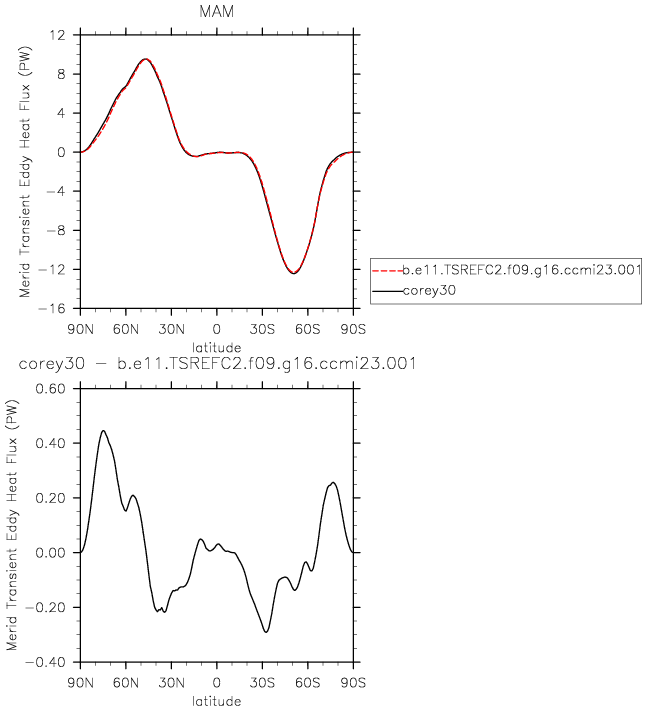 MAM
Merid Transient Eddy Heat Flux (PW)
12
8
4
0
−4
−8
−12
−16
90N 60N 30N 0 30S 60S 90S
latitude
b.e11.TSREFC2.f09.g16.ccmi23.001
corey30
corey30 − b.e11.TSREFC2.f09.g16.ccmi23.001
Merid Transient Eddy Heat Flux (PW)
0.60
0.40
0.20
0.00
−0.20
−0.40
90N 60N 30N 0 30S 60S 90S
latitude